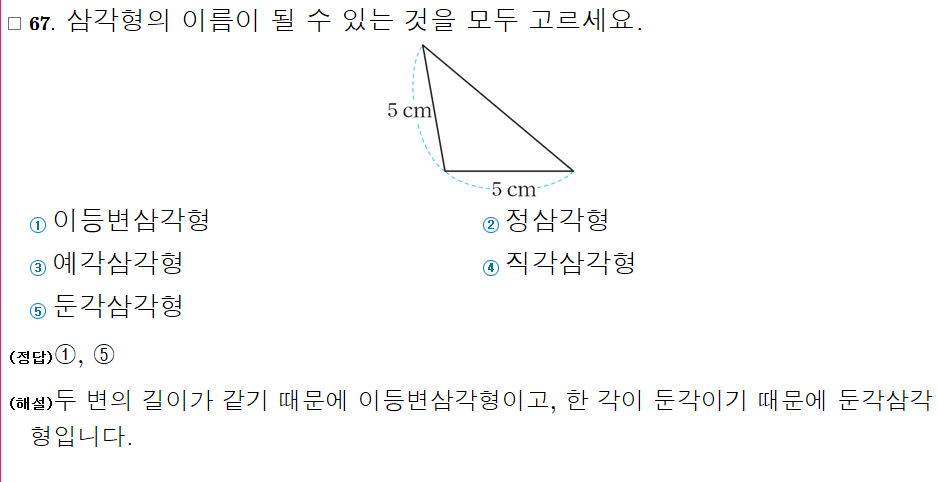 □ 67. 삼각형의 이름이 될 수 있는 것을 모두 고르세요.
5 cm
5 cm
① 이등변삼각형 ② 정삼각형
③ 예각삼각형 ④ 직각삼각형
⑤ 둔각삼각형
(정답)①, ⑤
(해설)두 변의 길이가 같기 때문에 이등변삼각형이고, 한 각이 둔각이기 때문에 둔각삼각
형입니다.